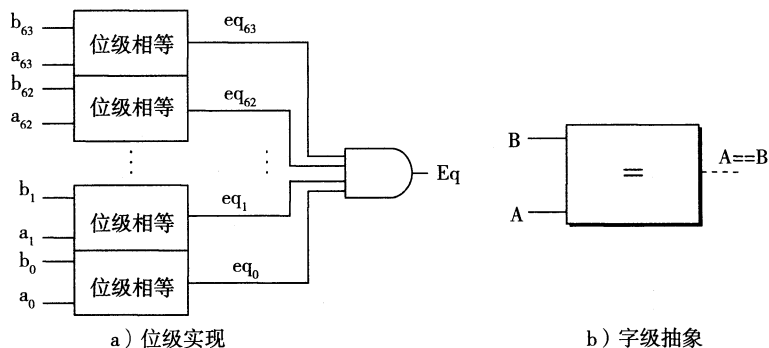 b63
位级相等
eq63
a63
b62
位级相等
eq62
a62
b1
位级相等
eq1
a1
b0
位级相等
eq0
a0
Eq
a）位级实现
B
=
A==B
A
b）字级抽象